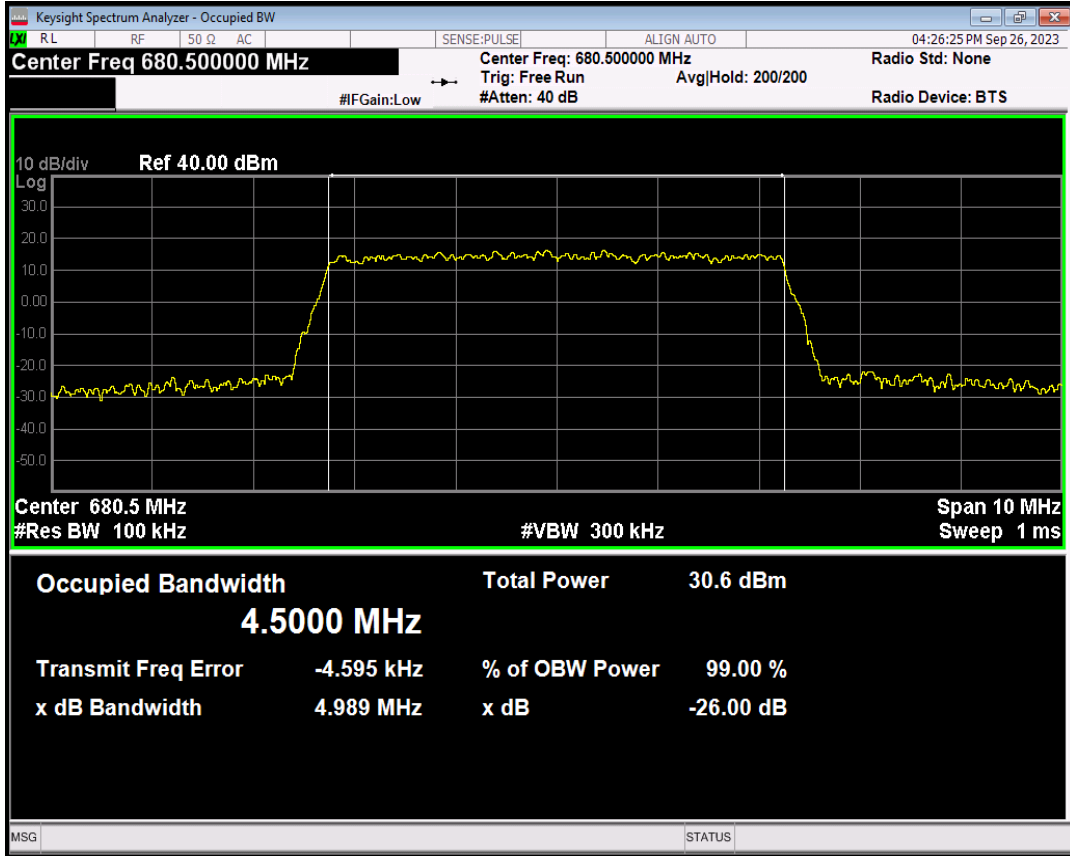 Keysight Spectrum Analyzer - Occupied BW
LXI RL RF 50 Ω AC SENSE:PULSE ALIGN AUTO 04:26:25 PM Sep 26, 2023
Center Freq 680.500000 MHz Center Freq: 680.500000 MHz Radio Std: None
Trig: Free Run Avg|Hold: 200/200
#IFGain:Low #Atten: 40 dB Radio Device: BTS
10 dB/div Ref 40.00 dBm
Log
30.0
20.0
10.0
0.00
-10.0
-20.0
-30.0
-40.0
-50.0
Center 680.5 MHz Span 10 MHz
#Res BW 100 kHz #VBW 300 kHz Sweep 1 ms
Occupied Bandwidth Total Power 30.6 dBm
4.5000 MHz
Transmit Freq Error -4.595 kHz % of OBW Power 99.00 %
x dB Bandwidth 4.989 MHz x dB -26.00 dB
MSG STATUS